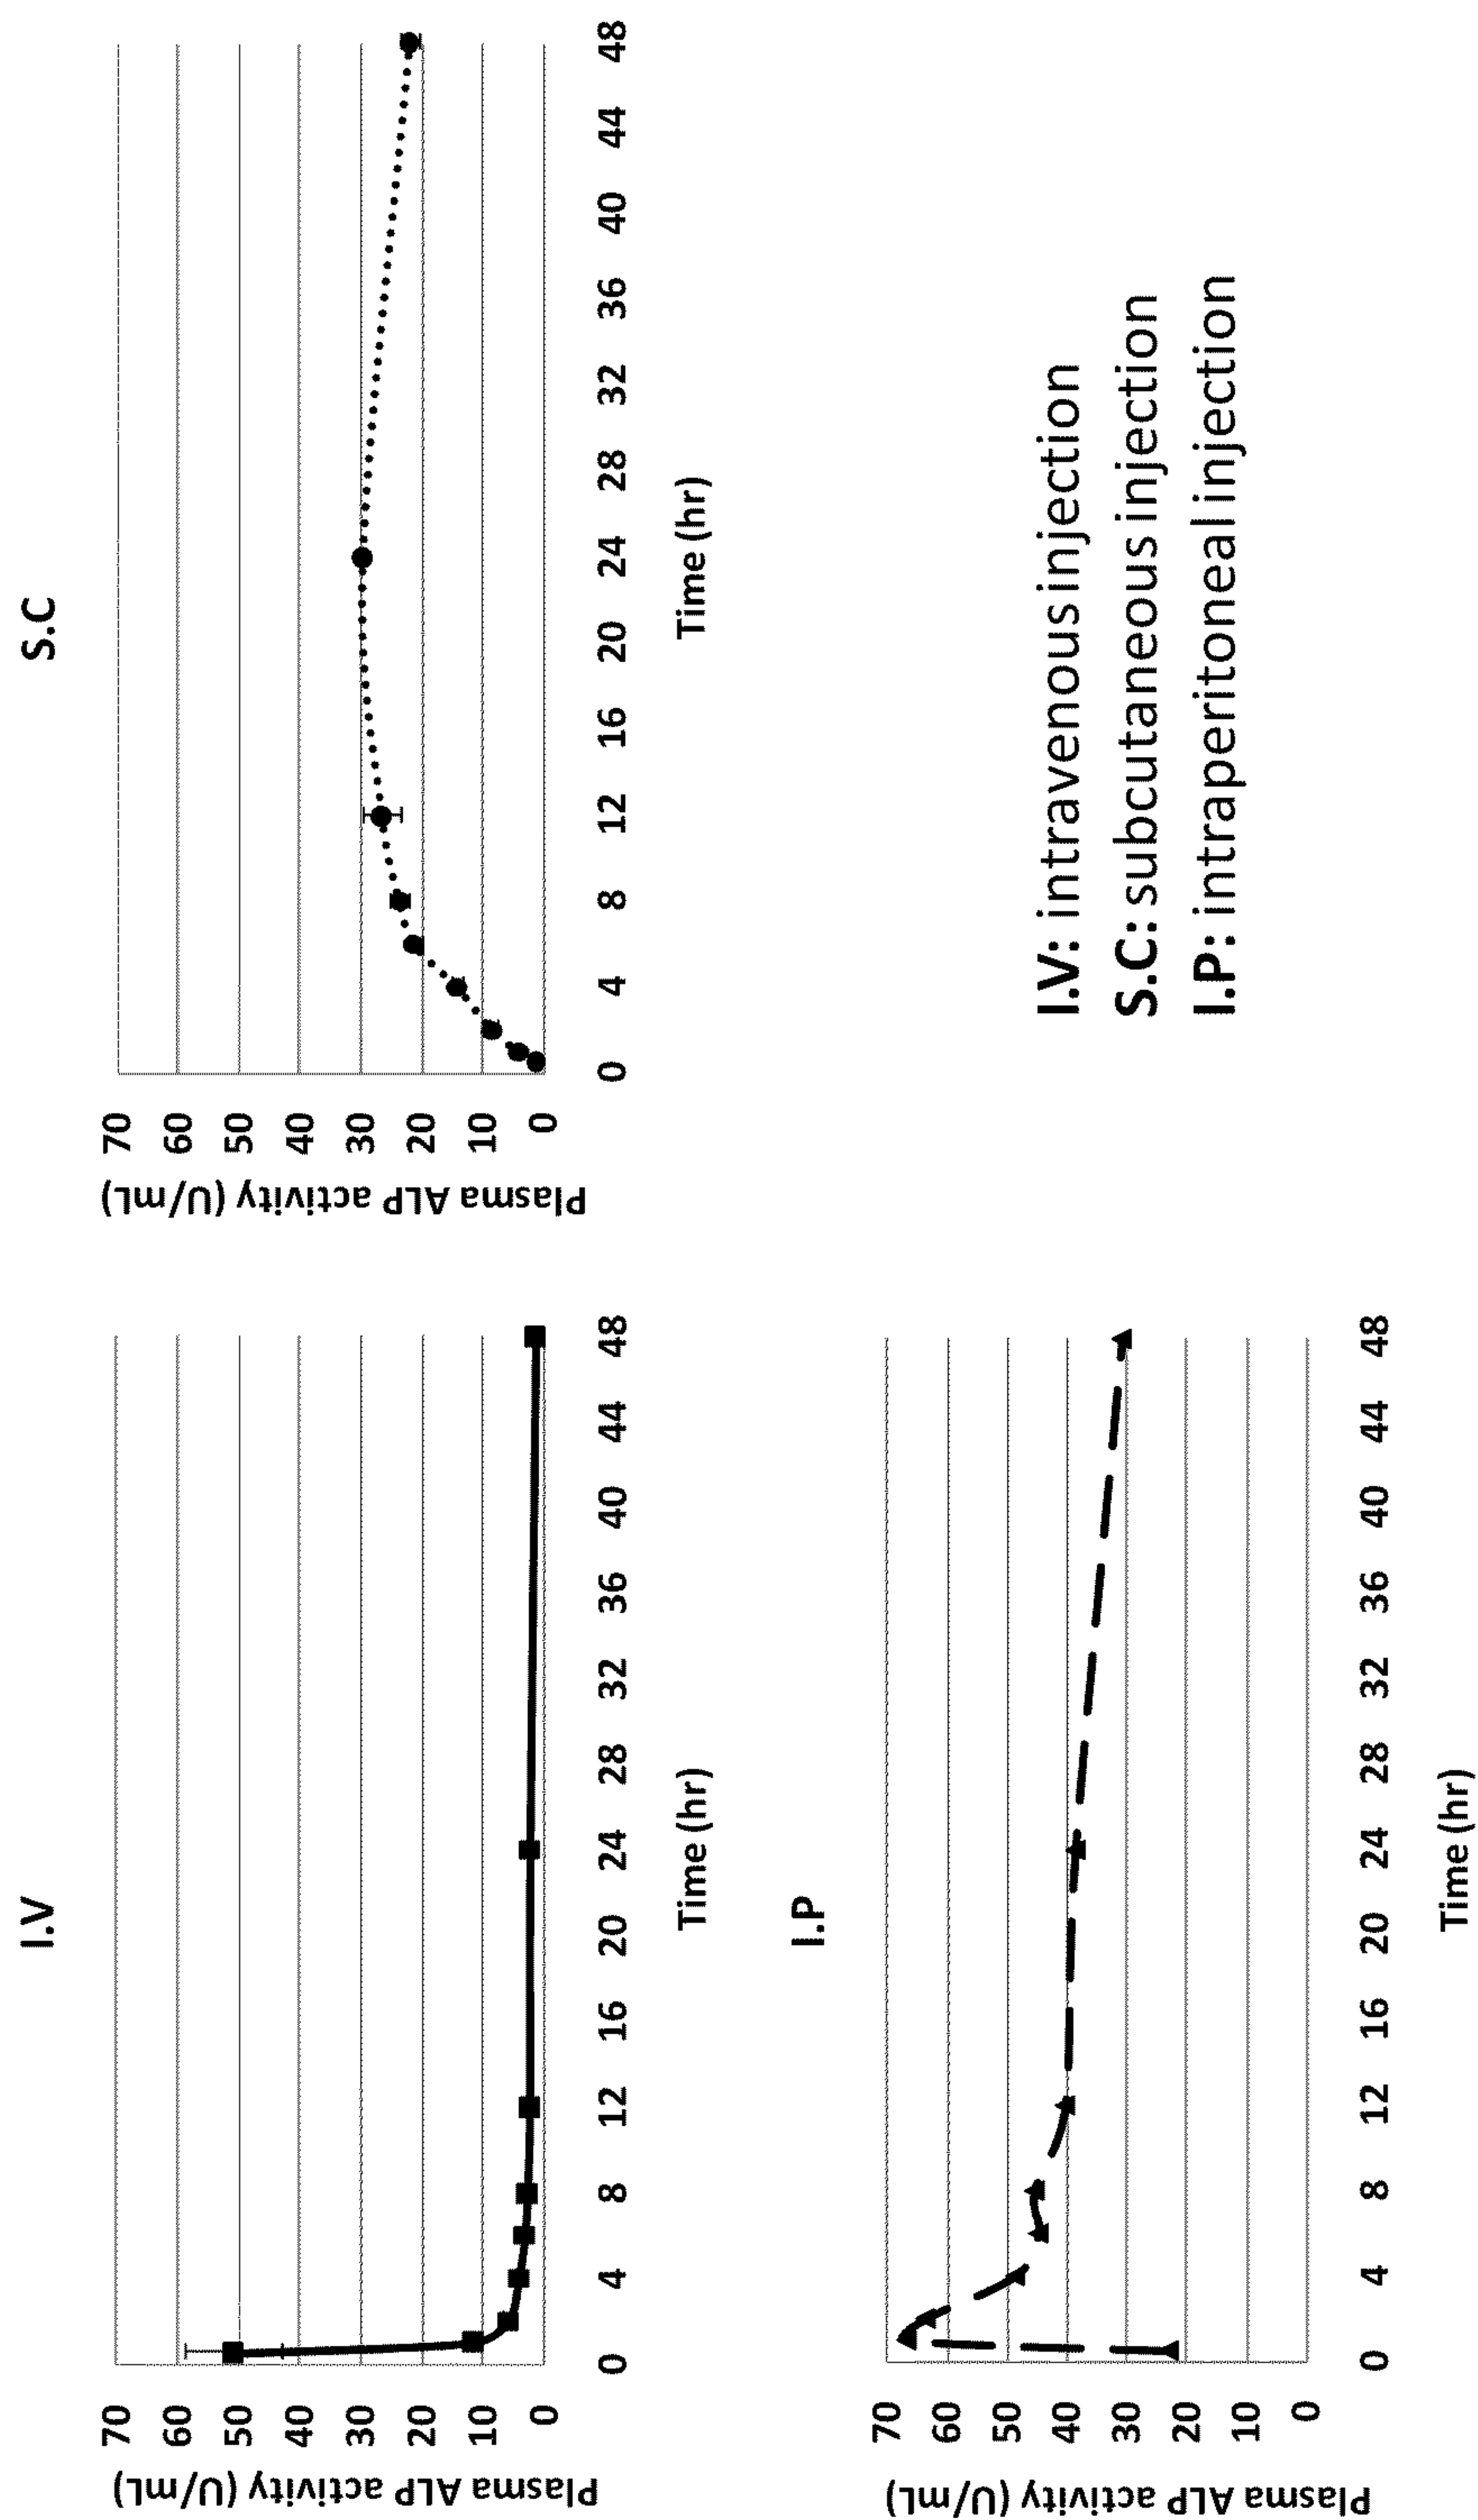 I.V
Plasma ALP activity (U/mL)
70
60
50
40
30
20
10
0
0 4 8 12 16 20 24 28 32 36 40 44 48
Time (hr)
S.C
Plasma ALP activity (U/mL)
70
60
50
40
30
20
10
0
0 4 8 12 16 20 24 28 32 36 40 44 48
Time (hr)
I.P
Plasma ALP activity (U/mL)
70
60
50
40
30
20
10
0
0 4 8 12 16 20 24 28 32 36 40 44 48
Time (hr)
I.V: intravenous injection
S.C: subcutaneous injection
I.P: intraperitoneal injection